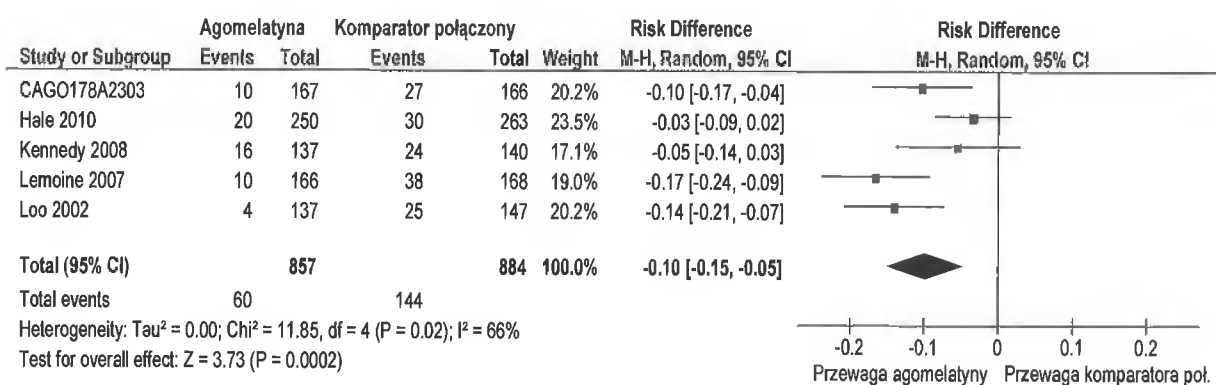 Agomelatyna Komparator połączony Risk Difference Risk Difference
Study or Subgroup Events Total Events Total Weight M-H, Random, 95% CI M-H, Random, 95% CI
CAGO178A2303 10 167 27 166 20.2% -0.10 [-0.17, -0.04]
Hale 2010 20 250 30 263 23.5% -0.03 [-0.09, 0.02]
Kennedy 2008 16 137 24 140 17.1% -0.05 [-0.14, 0.03]
Lemoine 2007 10 166 38 168 19.0% -0.17 [-0.24, -0.09]
Loo 2002 4 137 25 147 20.2% -0.14 [-0.21, -0.07]
Total (95% CI) 857 884 100.0% -0.10 [-0.15, -0.05]
Total events 60 144
Heterogeneity: Tau² = 0.00; Chi² = 11.85, df = 4 (P = 0.02); I² = 66%
Test for overall effect: Z = 3.73 (P = 0.0002)
-0.2 -0.1 0 0.1 0.2
Przewaga agomelatyny Przewaga komparatora poł.